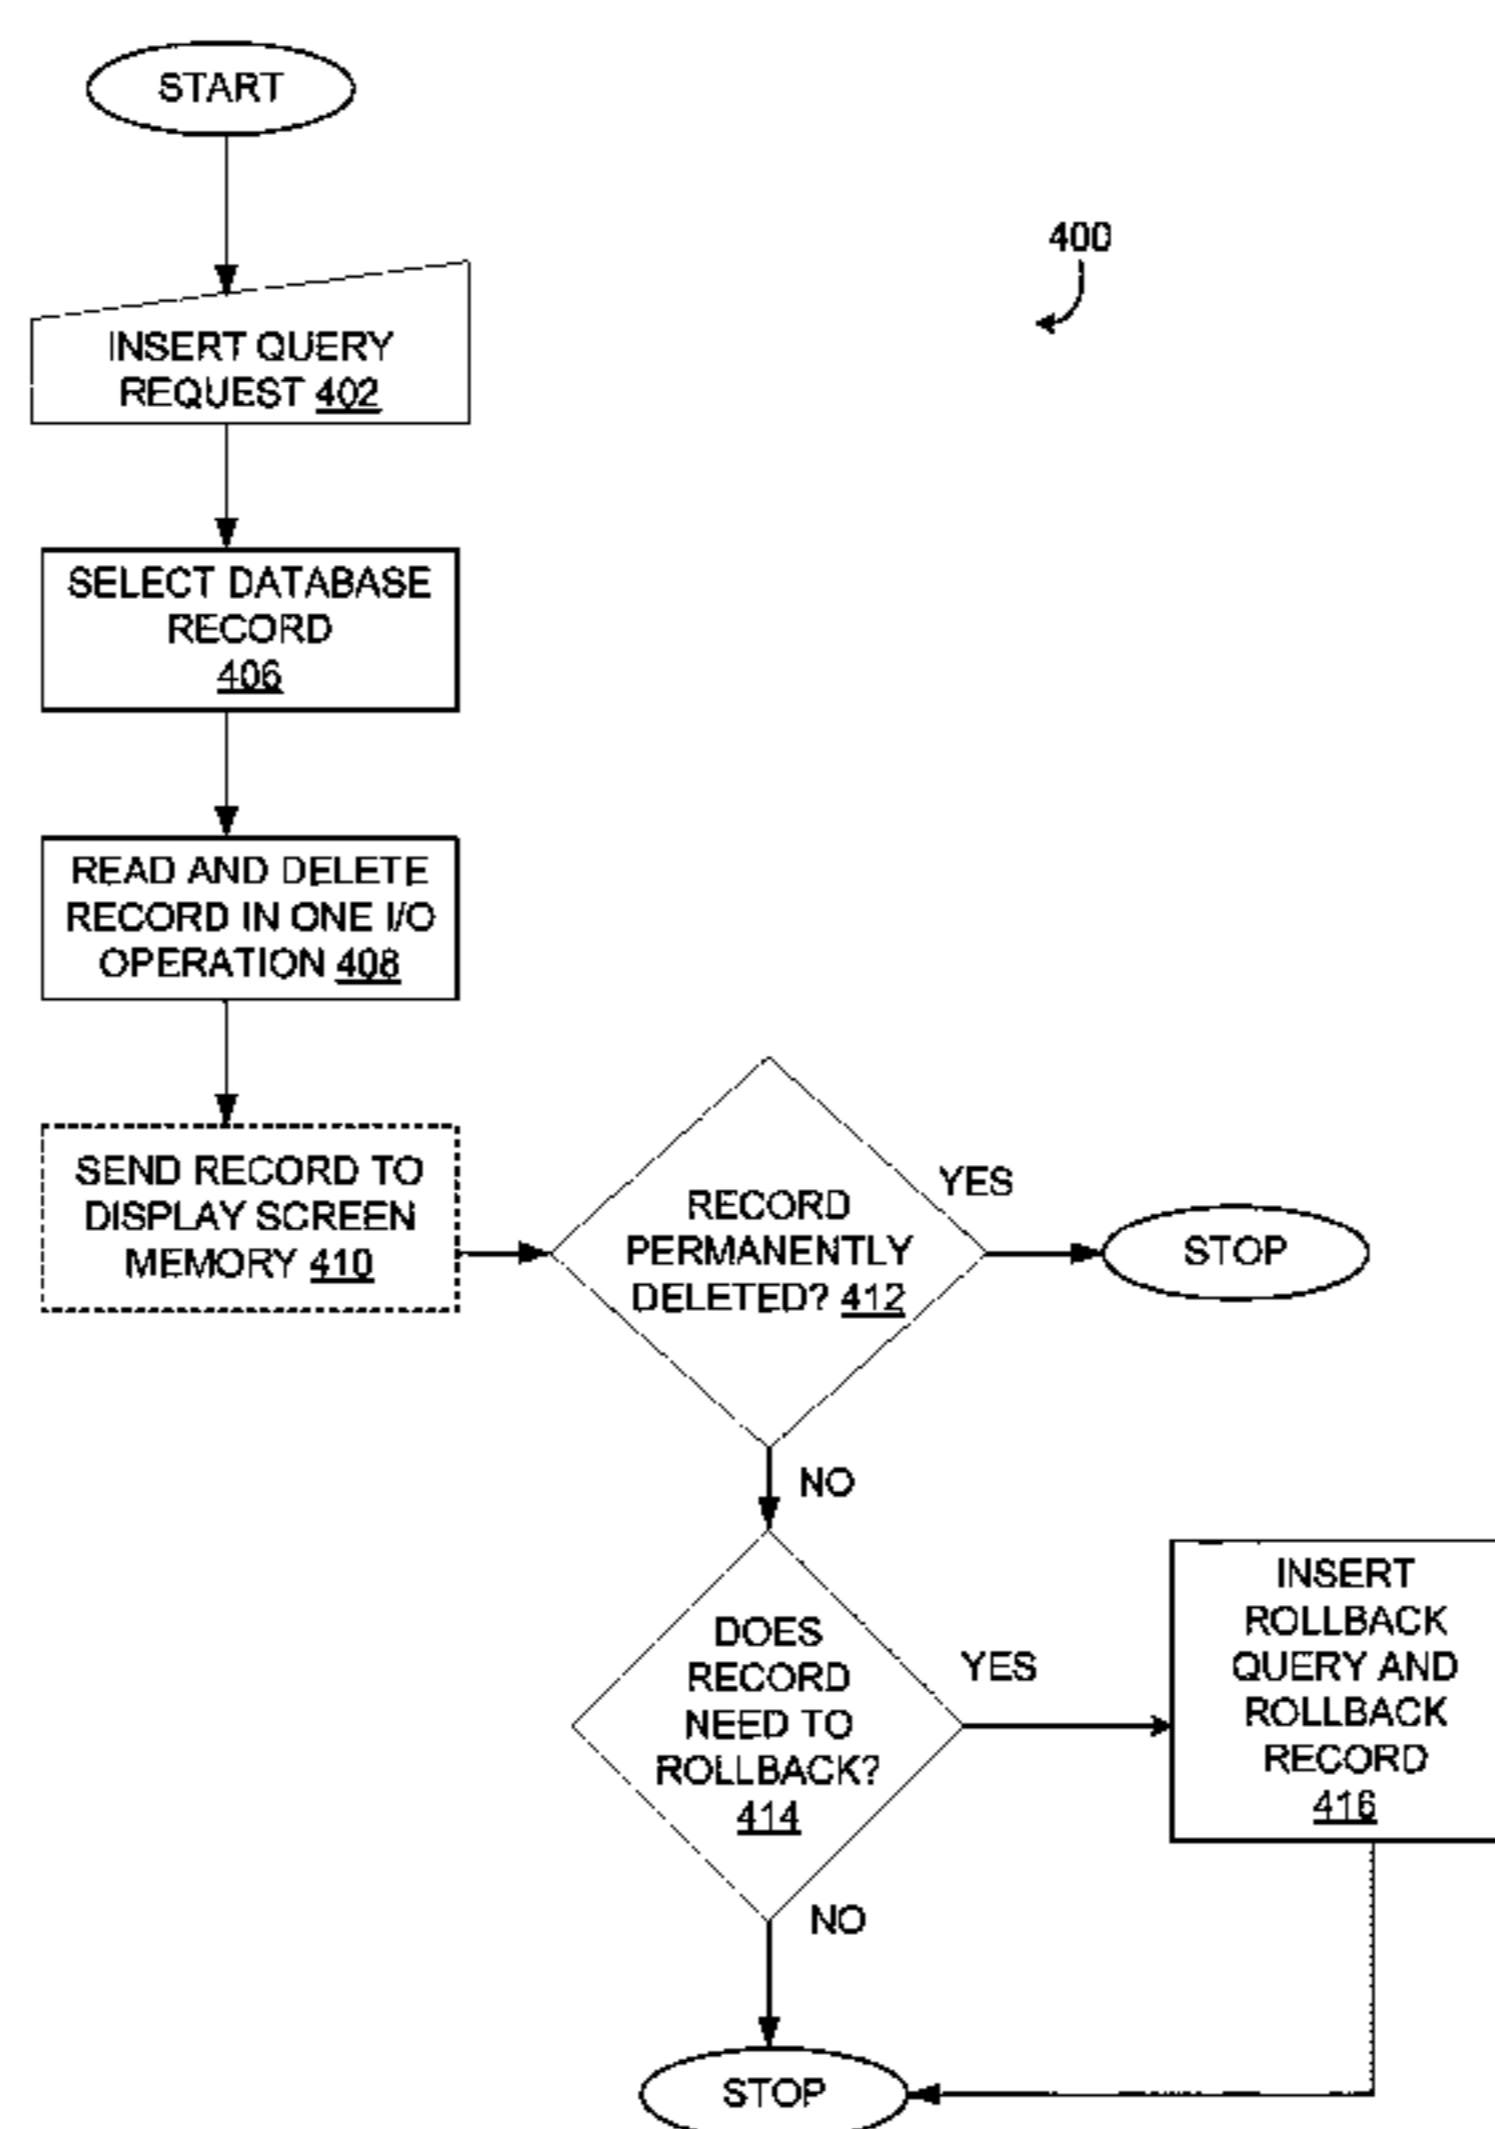 START
400
INSERT QUERY
REQUEST 402
SELECT DATABASE
RECORD
406
READ AND DELETE
RECORD IN ONE I/O
OPERATION 408
SEND RECORD TO
DISPLAY SCREEN
MEMORY 410
RECORD
PERMANENTLY
DELETED? 412
YES
STOP
NO
DOES
RECORD
NEED TO
ROLLBACK?
414
YES
INSERT
ROLLBACK
QUERY AND
ROLLBACK
RECORD
416
NO
STOP